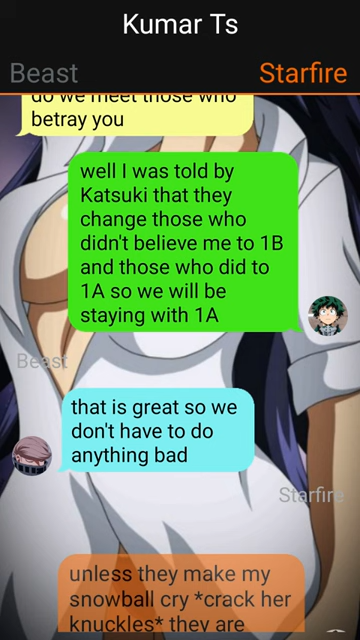 Kumar Ts
Beast
Starfire
do we meet those who
betray you
well I was told by
Katsuki that they
change those who
didn't believe me to 1B
and those who did to
1A so we will be
staying with 1A
Beast
that is great so we
don't have to do
anything bad
Starfire
unless they make my
snowball cry *crack her
knuckles* they are